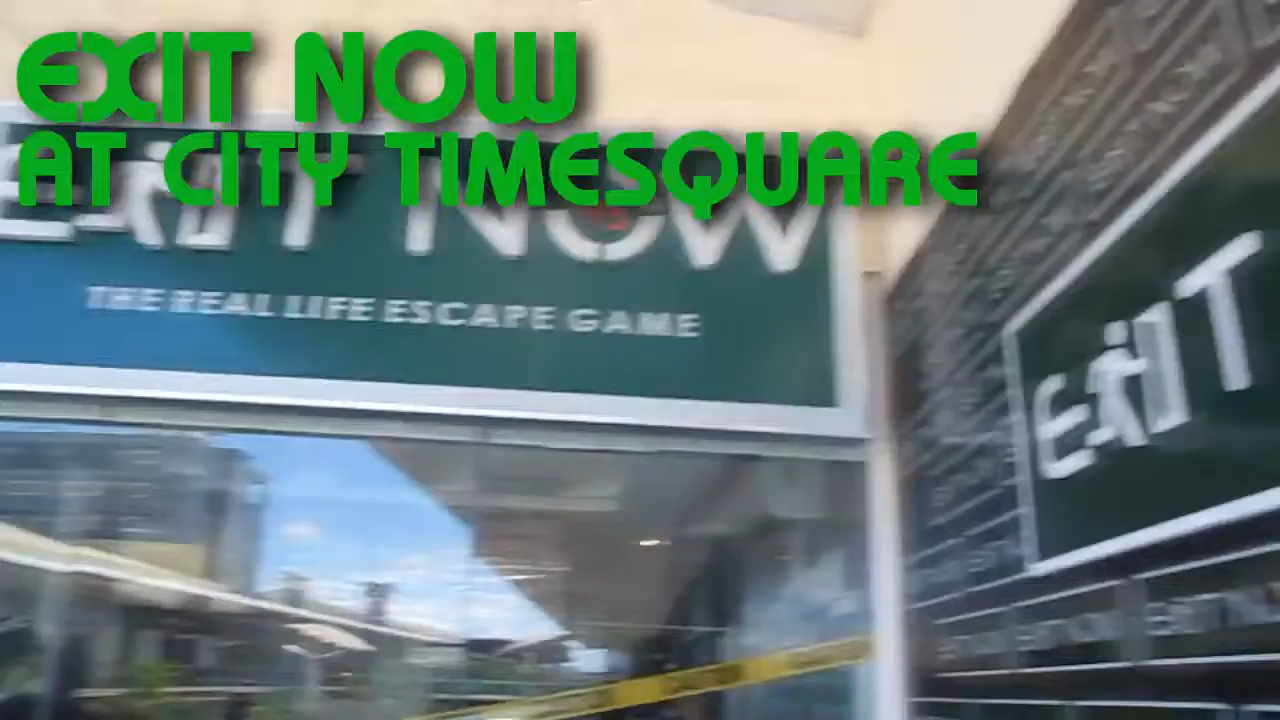 EXIT NOW
AT CITY TIMESQUARE
EXIT NOW
THE REAL LIFE ESCAPE GAME
EXIT